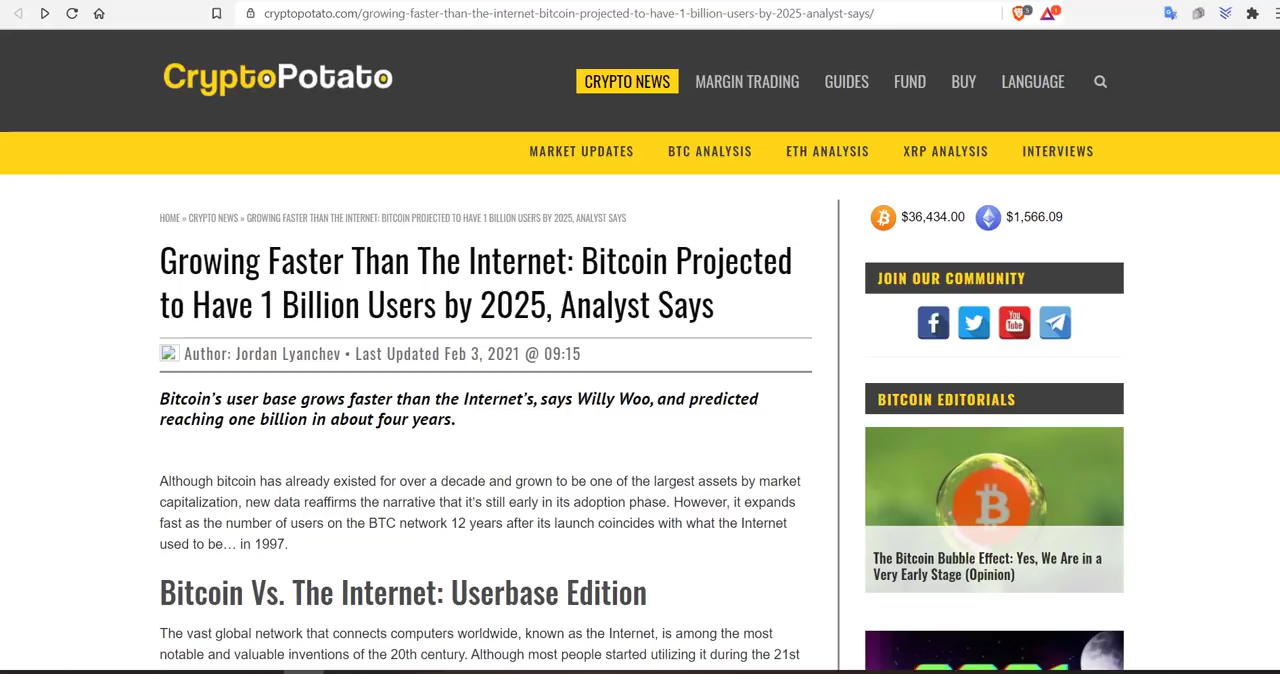 cryptopotato.com/growing-faster-than-the-internet-bitcoin-projected-to-have-1-billion-users-by-2025-analyst-says/
5
1
CryptoPotato
CRYPTO NEWS
MARGIN TRADING
GUIDES
FUND
BUY
LANGUAGE
MARKET UPDATES
BTC ANALYSIS
ETH ANALYSIS
XRP ANALYSIS
INTERVIEWS
HOME » CRYPTO NEWS » GROWING FASTER THAN THE INTERNET: BITCOIN PROJECTED TO HAVE 1 BILLION USERS BY 2025, ANALYST SAYS
Growing Faster Than The Internet: Bitcoin Projected
to Have 1 Billion Users by 2025, Analyst Says
Author: Jordan Lyanchev • Last Updated Feb 3, 2021 @ 09:15
Bitcoin’s user base grows faster than the Internet’s, says Willy Woo, and predicted
reaching one billion in about four years.
Although bitcoin has already existed for over a decade and grown to be one of the largest assets by market
capitalization, new data reaffirms the narrative that it’s still early in its adoption phase. However, it expands
fast as the number of users on the BTC network 12 years after its launch coincides with what the Internet
used to be… in 1997.
Bitcoin Vs. The Internet: Userbase Edition
The vast global network that connects computers worldwide, known as the Internet, is among the most
notable and valuable inventions of the 20th century. Although most people started utilizing it during the 21st
$36,434.00
$1,566.09
JOIN OUR COMMUNITY
You
Tube
BITCOIN EDITORIALS
The Bitcoin Bubble Effect: Yes, We Are in a
Very Early Stage (Opinion)